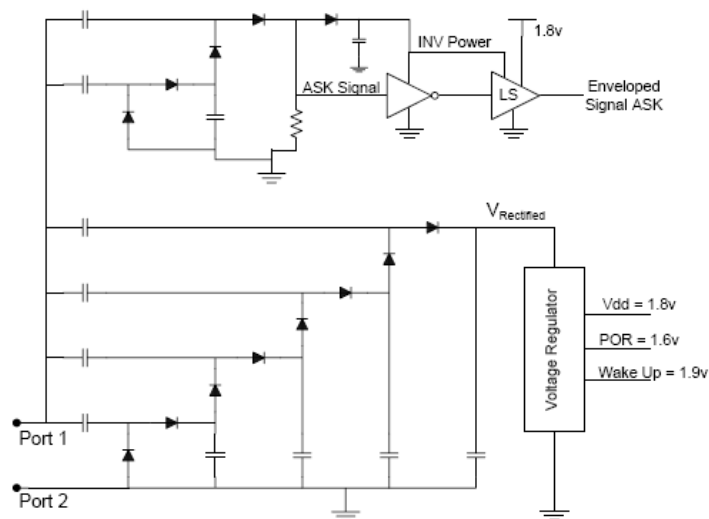 1.8v
INV Power
ASK Signal
LS
Enveloped
Signal ASK
VRectified
Voltage Regulator
Vdd = 1.8v
POR = 1.6v
Wake Up = 1.9v
Port 1
Port 2